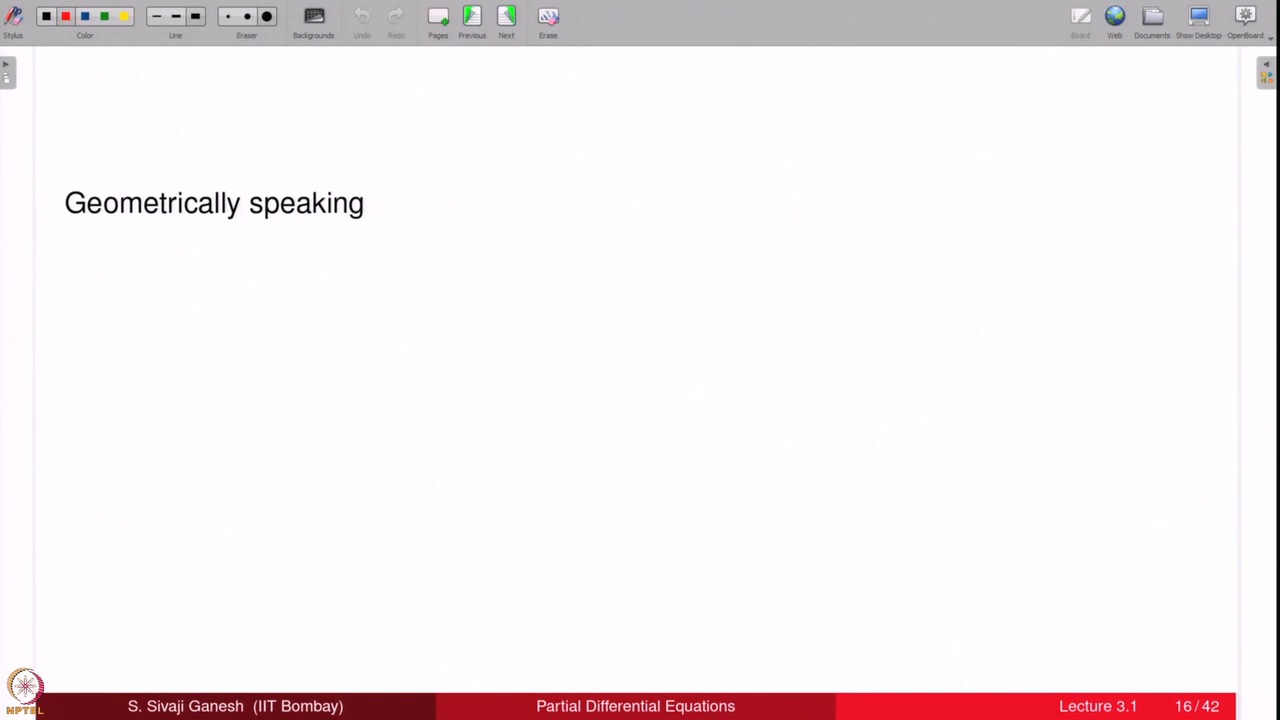 Stylus Color Line Eraser Backgrounds Undo Redo Pages Previous Next Erase Board Web Documents Show Desktop OpenBoard
Geometrically speaking
NPTEL
S. Sivaji Ganesh (IIT Bombay) Partial Differential Equations Lecture 3.1 16 / 42